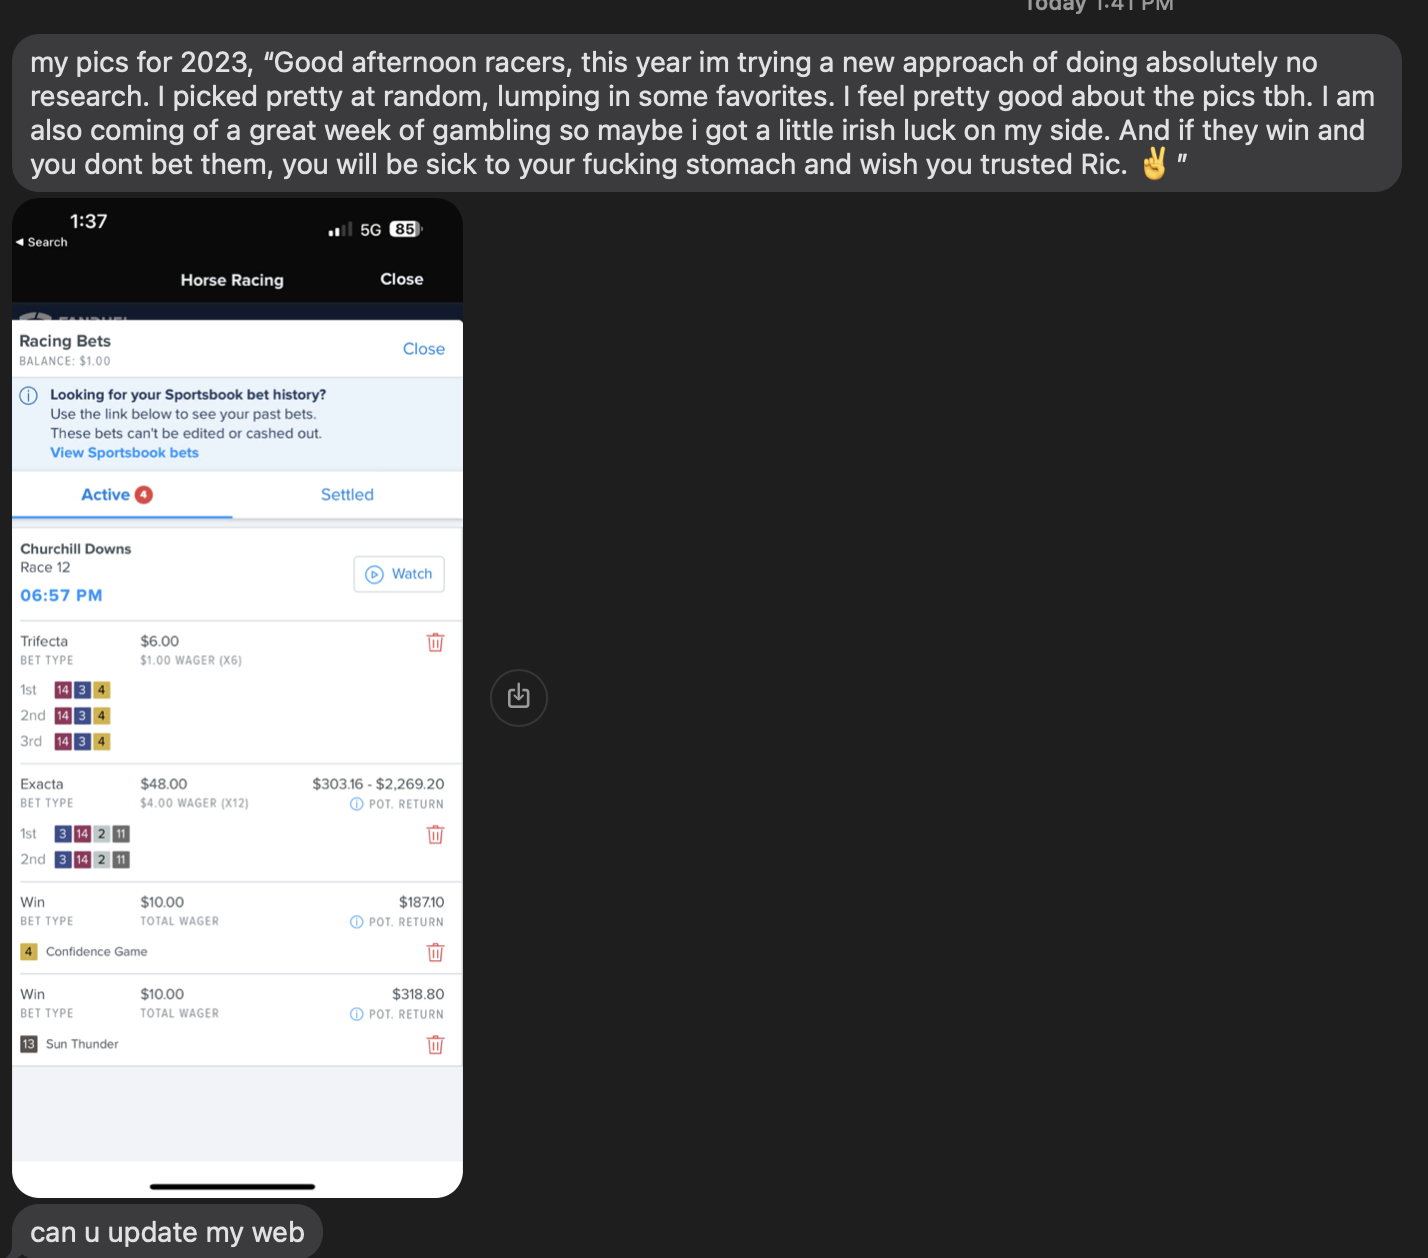 Today 1:41 PM
my pics for 2023, “Good afternoon racers, this year im trying a new approach of doing absolutely no
research. I picked pretty at random, lumping in some favorites. I feel pretty good about the pics tbh. I am
also coming of a great week of gambling so maybe i got a little irish luck on my side. And if they win and
you dont bet them, you will be sick to your fucking stomach and wish you trusted Ric. ✌️ ”
1:37
5G 85
◀ Search
Horse Racing Close
FANDUEL
Racing Bets
BALANCE: $1.00
Close
Looking for your Sportsbook bet history?
Use the link below to see your past bets.
These bets can't be edited or cashed out.
View Sportsbook bets
Active 4 Settled
Churchill Downs
Race 12
Watch
06:57 PM
Trifecta $6.00
BET TYPE $1.00 WAGER (X6)
1st 14 3 4
2nd 14 3 4
3rd 14 3 4
Exacta $48.00 $303.16 - $2,269.20
BET TYPE $4.00 WAGER (X12) POT. RETURN
1st 3 14 2 11
2nd 3 14 2 11
Win $10.00 $187.10
BET TYPE TOTAL WAGER POT. RETURN
4 Confidence Game
Win $10.00 $318.80
BET TYPE TOTAL WAGER POT. RETURN
13 Sun Thunder
can u update my web